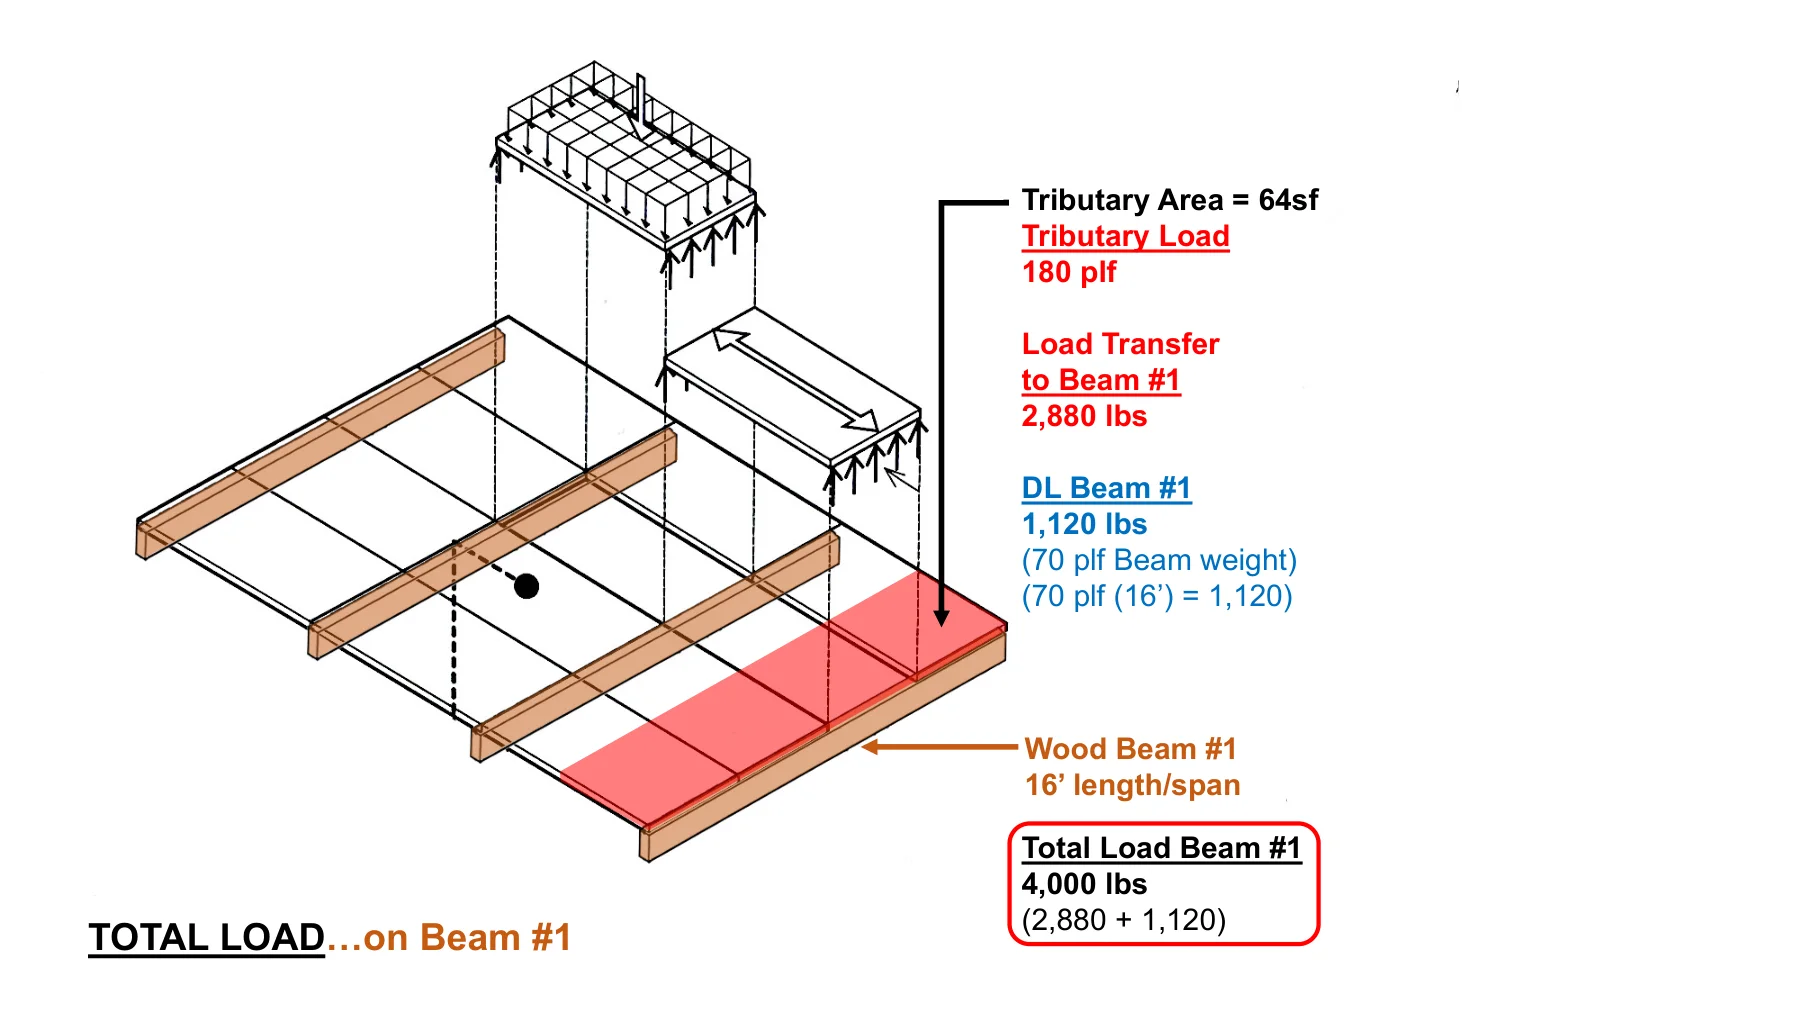 Tributary Area = 64sf
Tributary Load
180 plf
Load Transfer
to Beam #1
2,880 lbs
DL Beam #1
1,120 lbs
(70 plf Beam weight)
(70 plf (16’) = 1,120)
Wood Beam #1
16’ length/span
Total Load Beam #1
4,000 lbs
(2,880 + 1,120)
TOTAL LOAD…on Beam #1